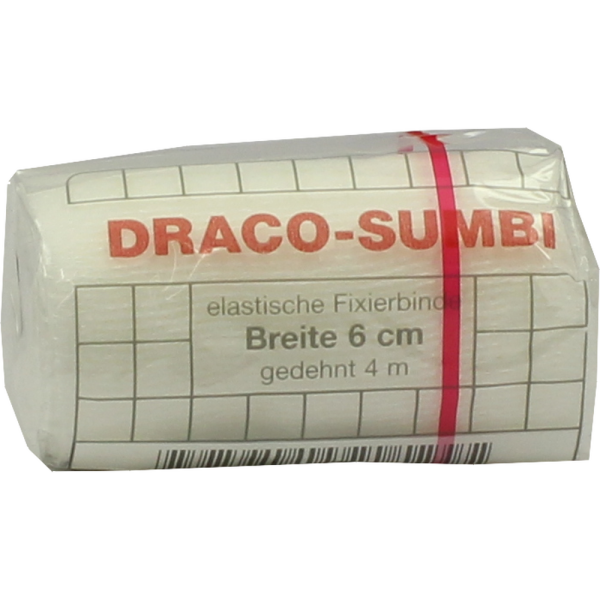 DRACO-SUMBI
elastische Fixierbinde
Breite 6 cm
gedehnt 4 m